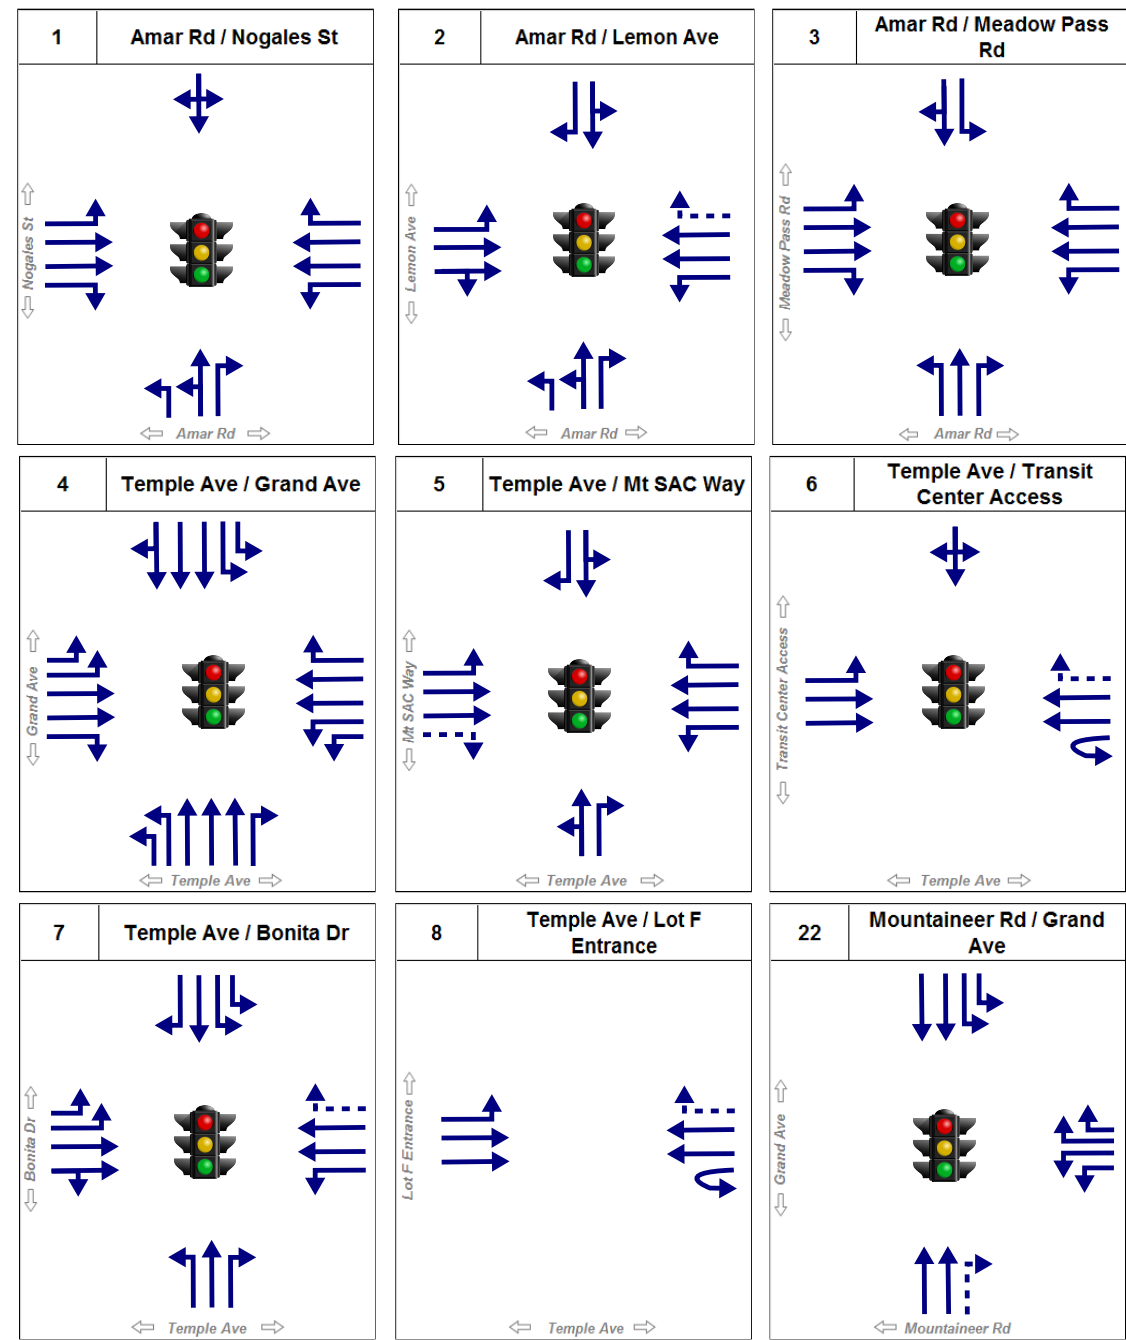 1
Amar Rd / Nogales St
Nogales St
Amar Rd
2
Amar Rd / Lemon Ave
Lemon Ave
Amar Rd
3
Amar Rd / Meadow Pass
Rd
Meadow Pass Rd
Amar Rd
4
Temple Ave / Grand Ave
Grand Ave
Temple Ave
5
Temple Ave / Mt SAC Way
Mt SAC Way
Temple Ave
6
Temple Ave / Transit
Center Access
Transit Center Access
Temple Ave
7
Temple Ave / Bonita Dr
Bonita Dr
Temple Ave
8
Temple Ave / Lot F
Entrance
Lot F Entrance
Temple Ave
22
Mountaineer Rd / Grand
Ave
Grand Ave
Mountaineer Rd